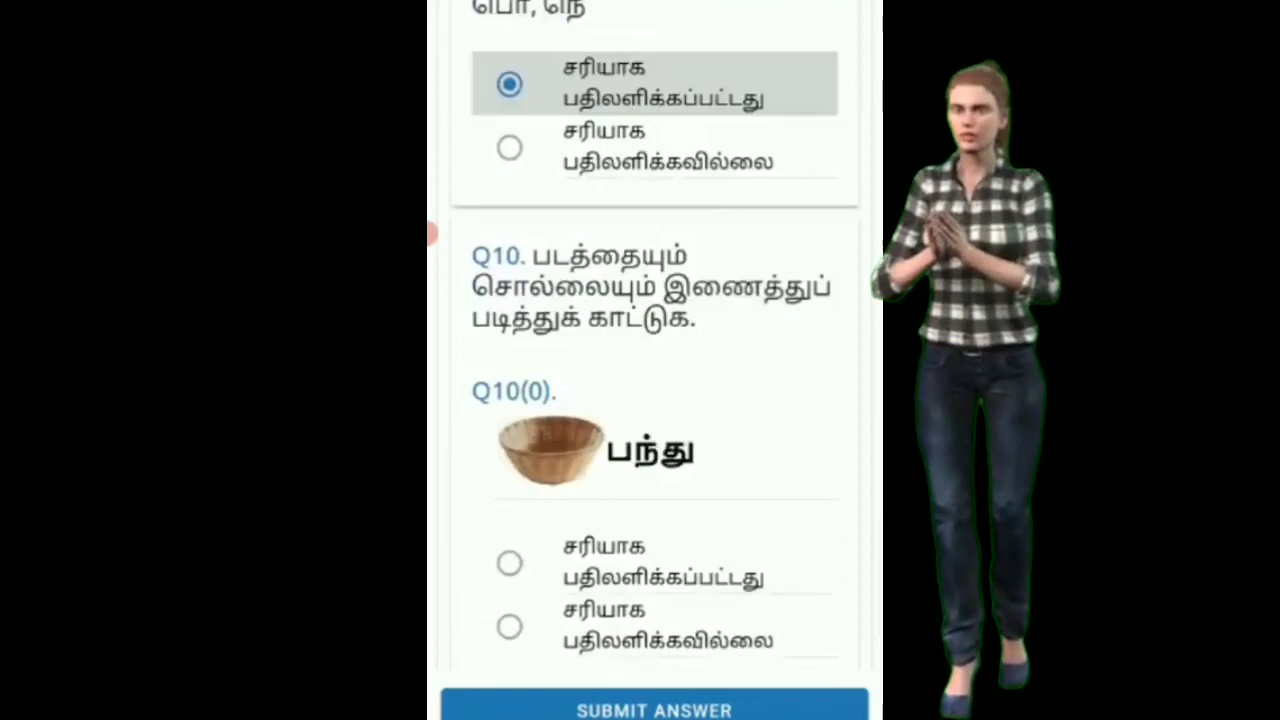 பொ, நெ
சரியாக
பதிலளிக்கப்பட்டது
சரியாக
பதிலளிக்கவில்லை
Q10. படத்தையும்
சொல்லையும் இணைத்துப்
படித்துக் காட்டுக.
Q10(0).
பந்து
சரியாக
பதிலளிக்கப்பட்டது
சரியாக
பதிலளிக்கவில்லை
SUBMIT ANSWER